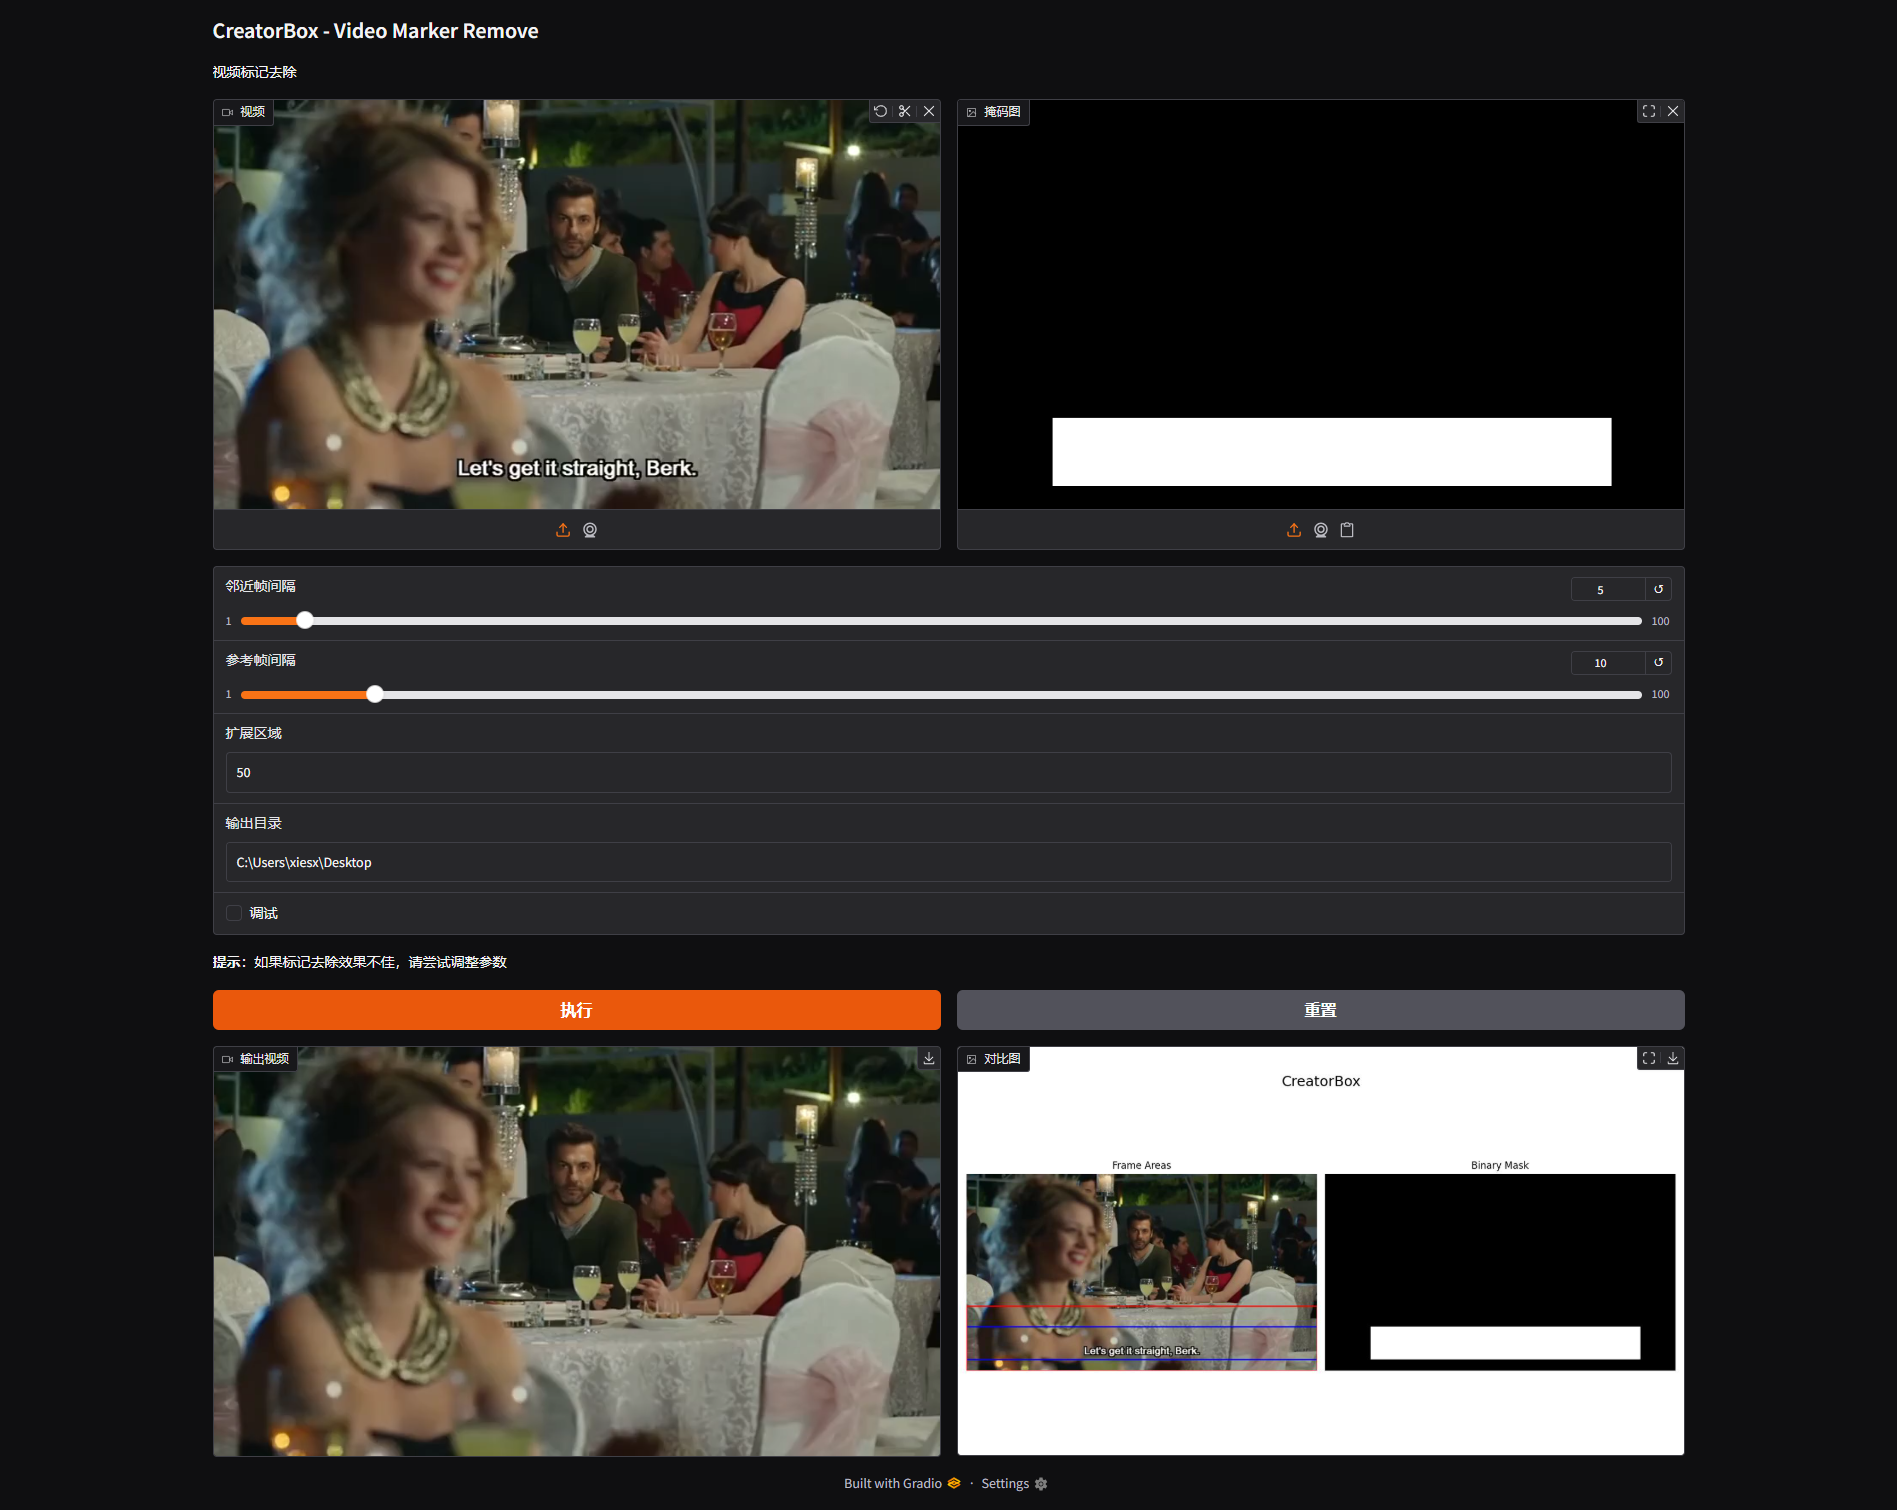 CreatorBox - Video Marker Remove
视频标记去除
视频
掩码图
Let's get it straight, Berk.
邻近帧间隔
5
1
100
参考帧间隔
10
1
100
扩展区域
50
输出目录
C:\Users\xiesx\Desktop
调试
提示：如果标记去除效果不佳，请尝试调整参数
执行
重置
输出视频
对比图
CreatorBox
Frame Areas
Binary Mask
Let's get it straight, Berk.
Built with Gradio · Settings